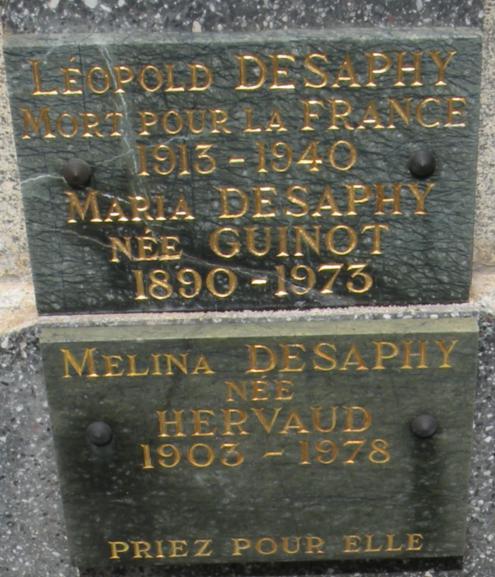 LÉOPOLD DESAPHY
MORT POUR LA FRANCE
1913 - 1940
MARIA DESAPHY
NÉE GUINOT
1890 - 1973
MELINA DESAPHY
NÉE
HERVAUD
1903 - 1978
PRIEZ POUR ELLE